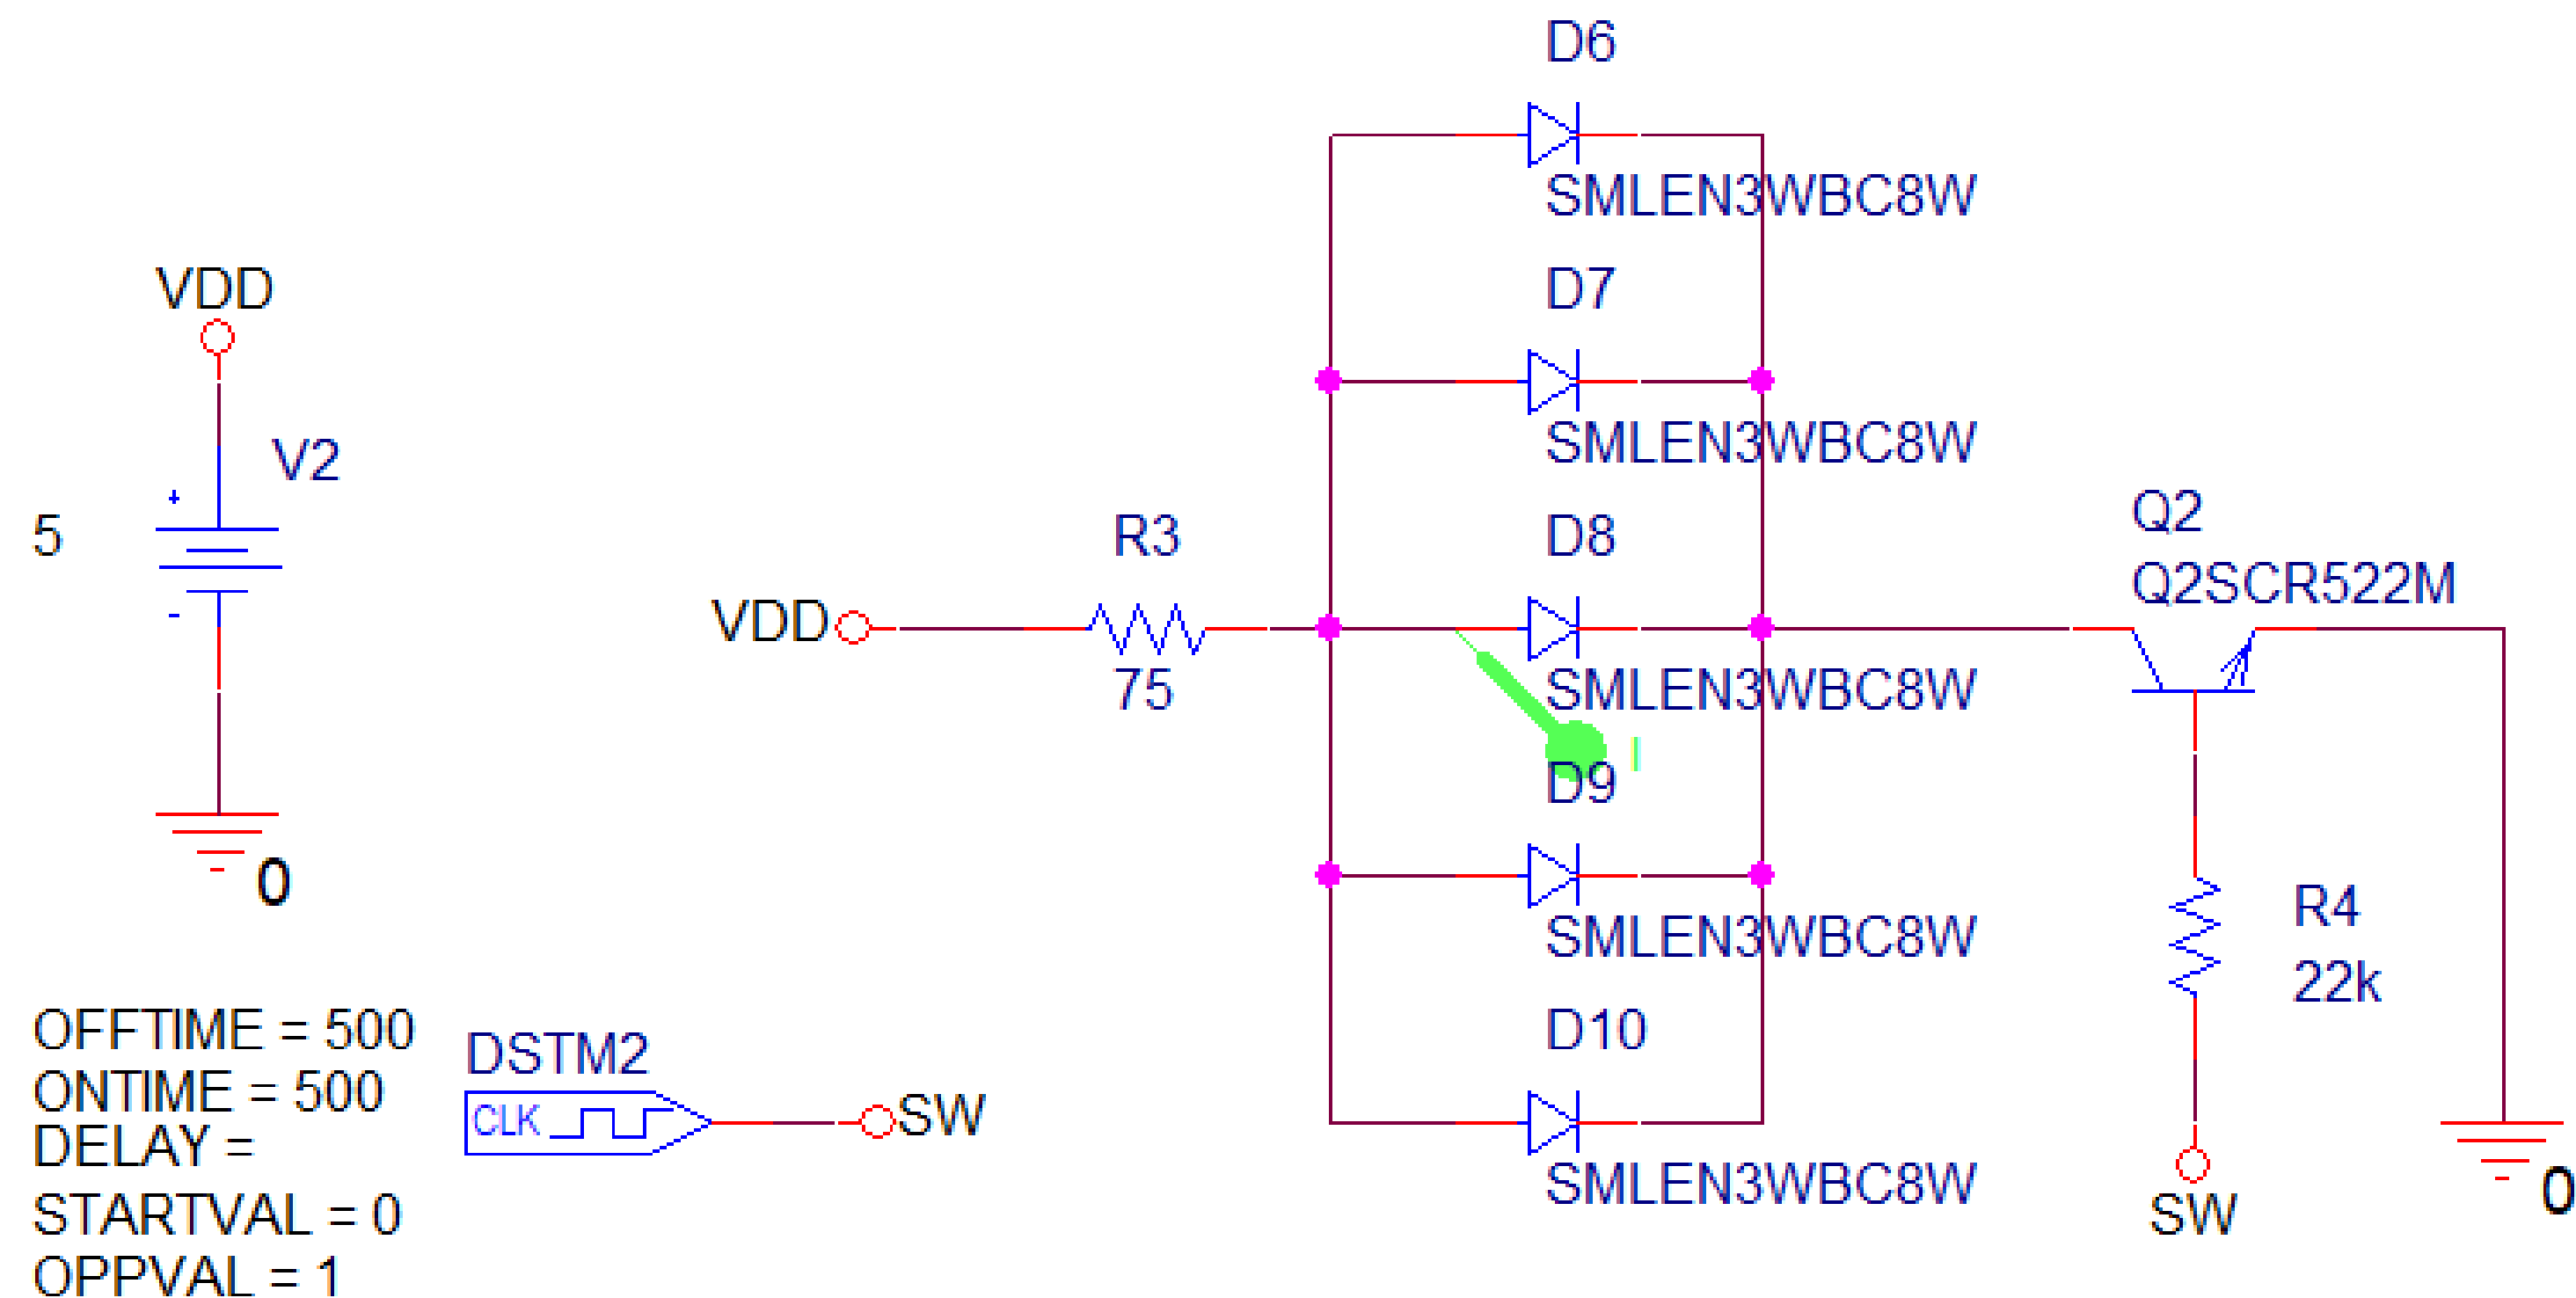 D6
SMLEN3WBC8W
D7
SMLEN3WBC8W
VDD
V2
+
5
-
0
R3
VDD
75
D8
SMLEN3WBC8W
I
D9
SMLEN3WBC8W
D10
SMLEN3WBC8W
Q2
Q2SCR522M
R4
22k
SW
0
OFFTIME = 500
ONTIME = 500
DELAY =
STARTVAL = 0
OPPVAL = 1
DSTM2
CLK
SW